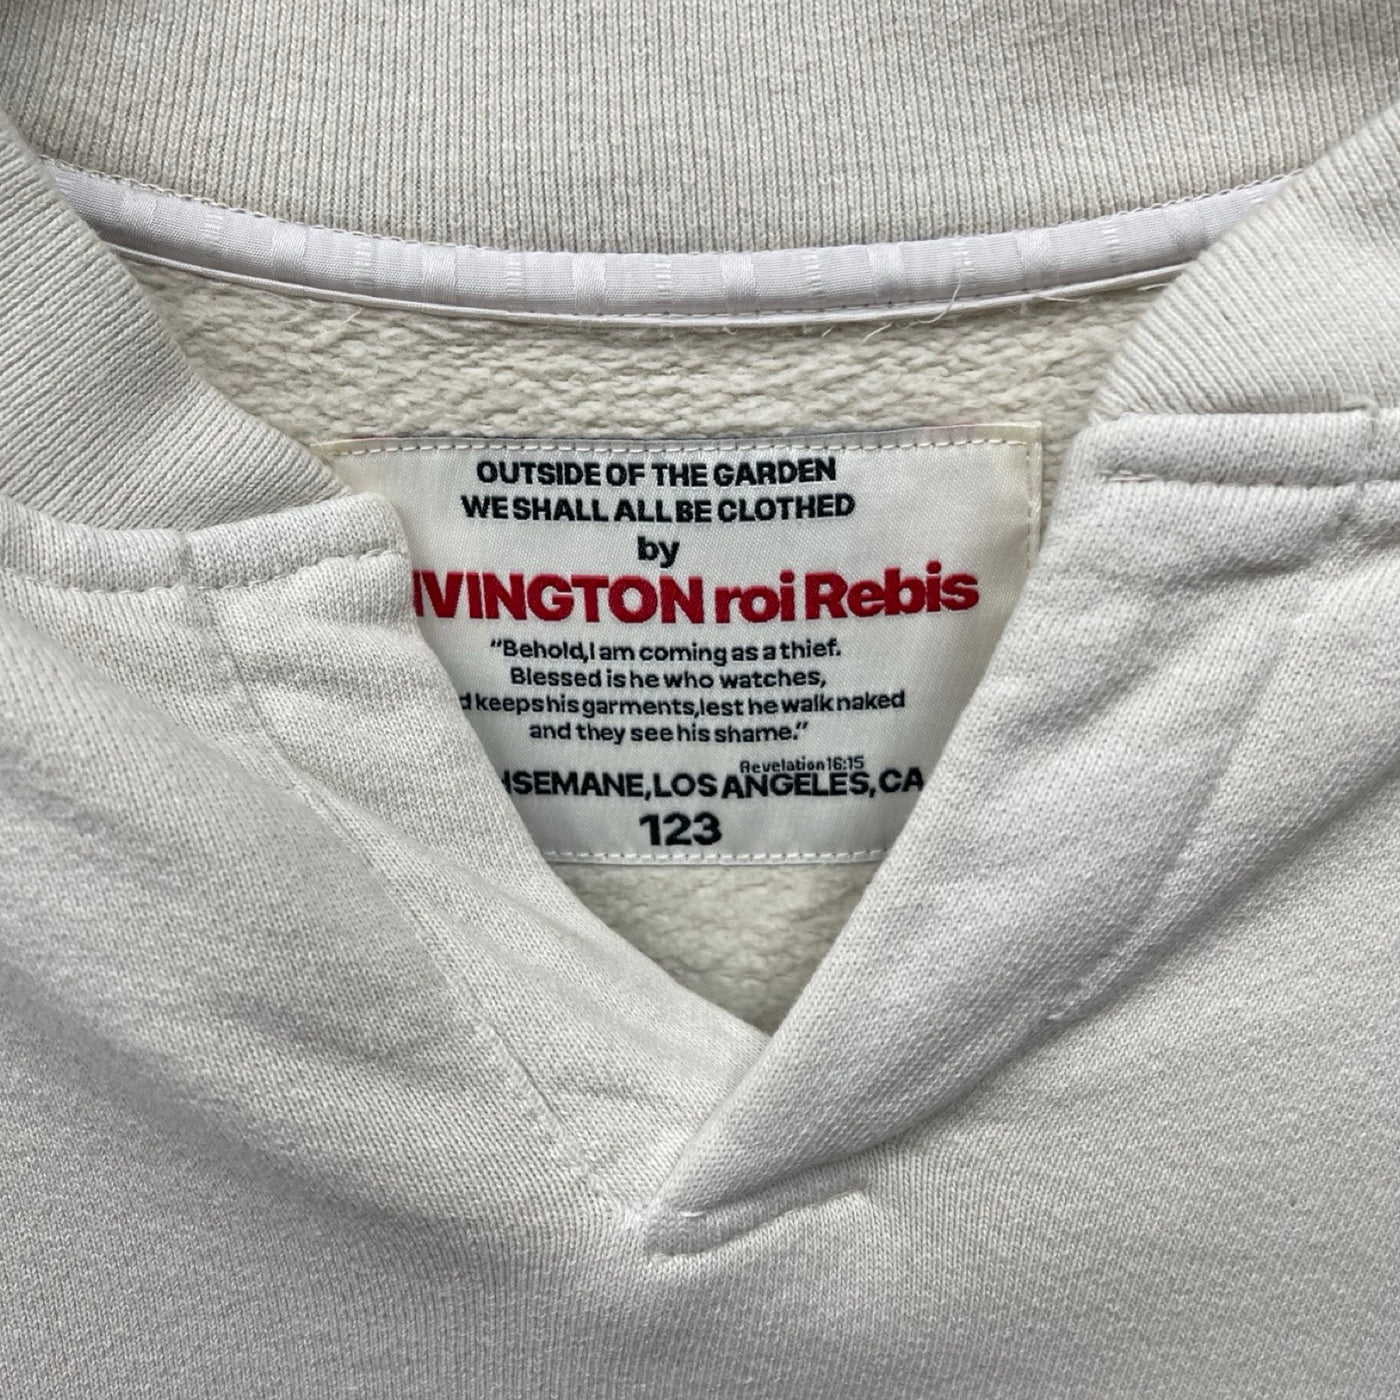 OUTSIDE OF THE GARDEN
WE SHALL ALL BE CLOTHED
by
IVINGTON roi Rebis
“Behold,I am coming as a thief.
Blessed is he who watches,
d keeps his garments,lest he walk naked
and they see his shame.”
Revelation 16:15
HSEMANE,LOS ANGELES,CA
123